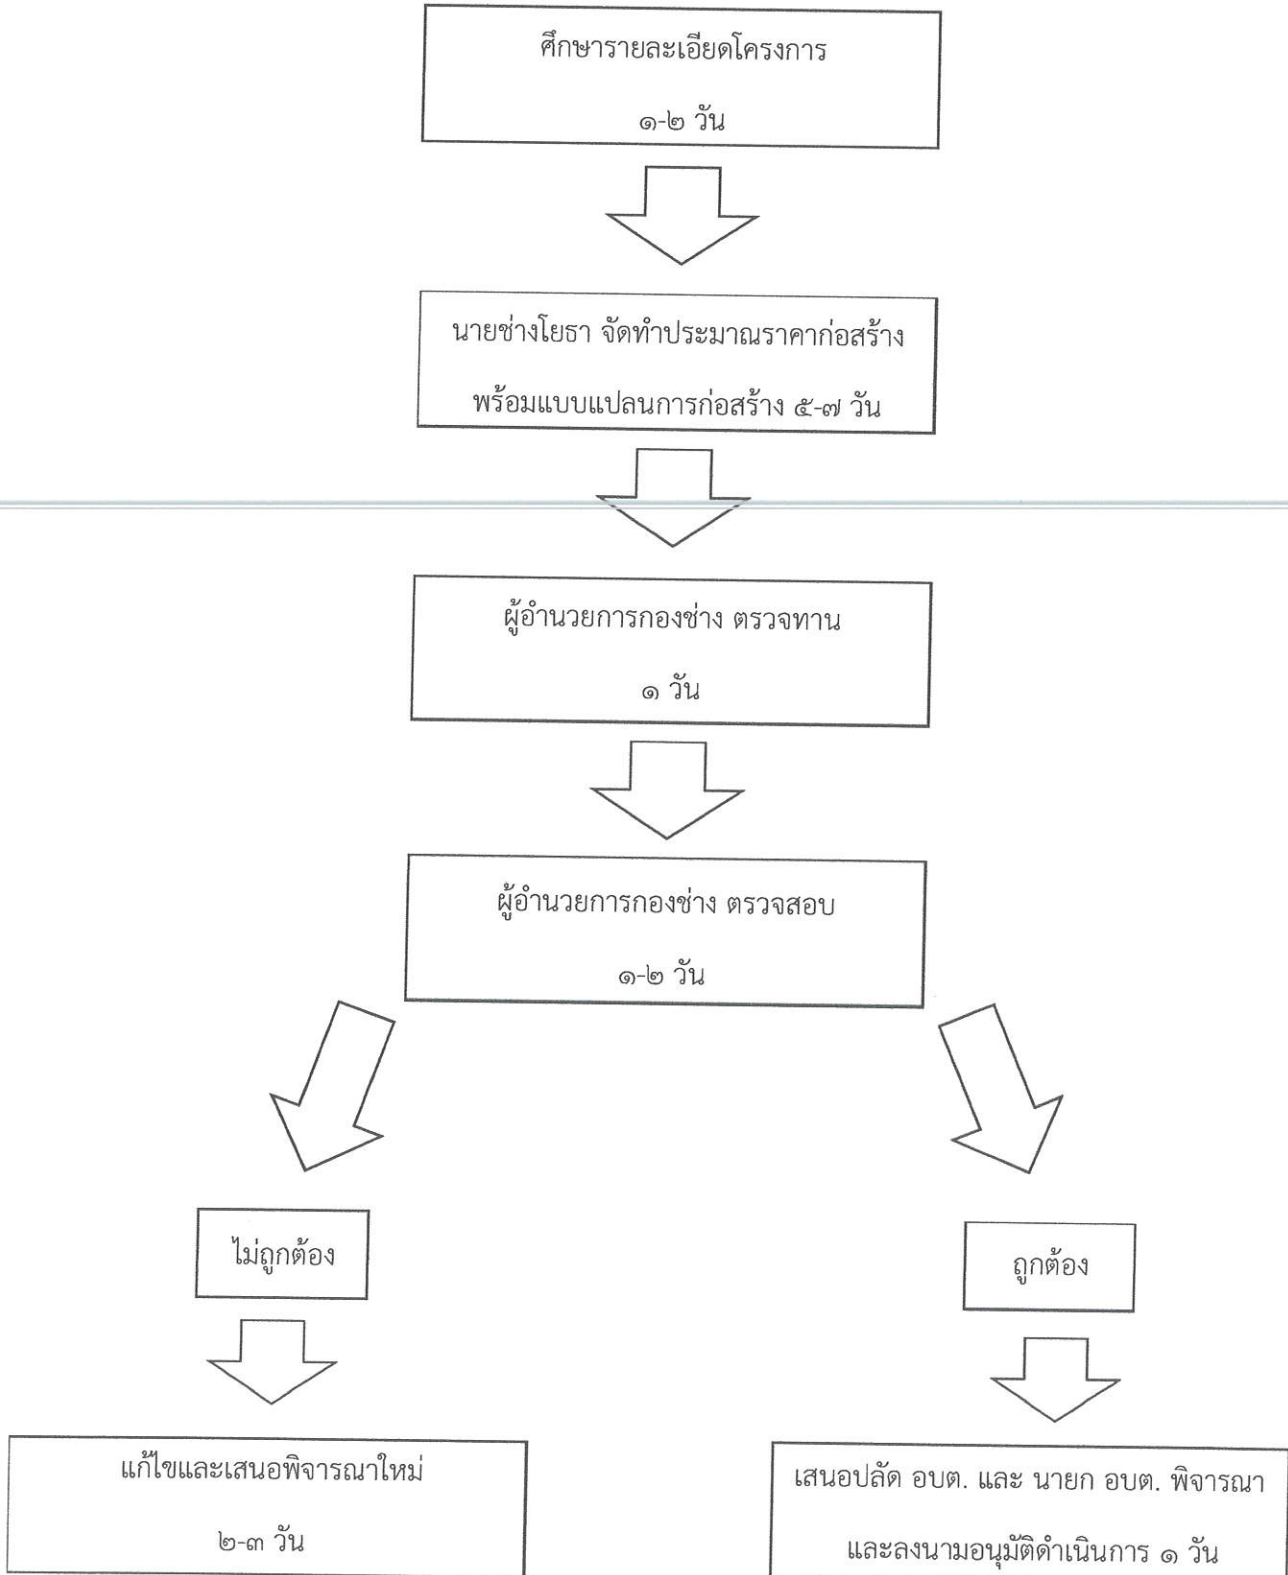 ศึกษารายละเอียดโครงการ
๑-๒ วัน
นายช่างโยธา จัดทำประมาณราคาก่อสร้าง
พร้อมแบบแปลนการก่อสร้าง ๕-๗ วัน
ผู้อำนวยการกองช่าง ตรวจทาน
๑ วัน
ผู้อำนวยการกองช่าง ตรวจสอบ
๑-๒ วัน
ไม่ถูกต้อง
ถูกต้อง
แก้ไขและเสนอพิจารณาใหม่
๒-๓ วัน
เสนอปลัด อบต. และ นายก อบต. พิจารณา
และลงนามอนุมัติดำเนินการ ๑ วัน